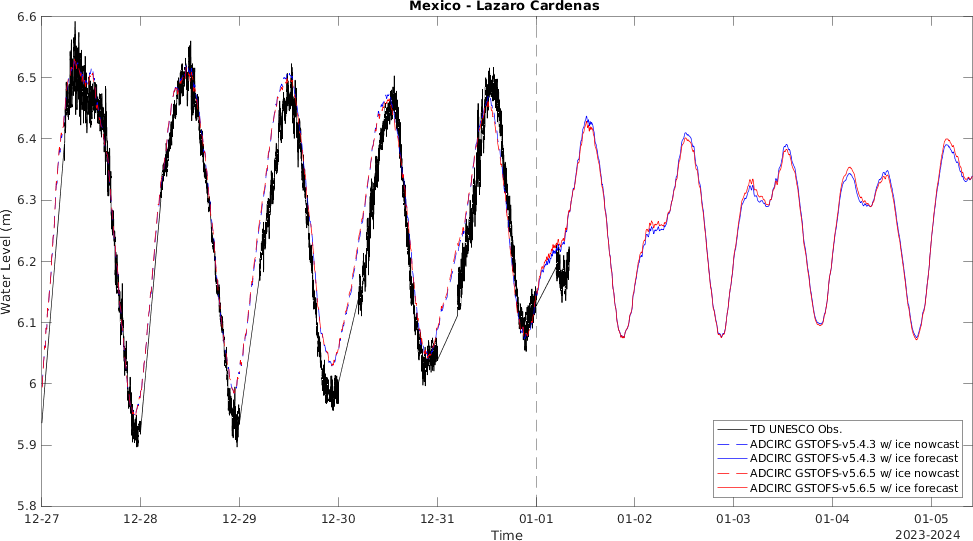 Mexico - Lazaro Cardenas
6.6
6.5
6.4
6.3
6.2
6.1
6
5.9
5.8
Water Level (m)
12-27 12-28 12-29 12-30 12-31 01-01 01-02 01-03 01-04 01-05
Time
2023-2024
TD UNESCO Obs.
ADCIRC GSTOFS-v5.4.3 w/ ice nowcast
ADCIRC GSTOFS-v5.4.3 w/ ice forecast
ADCIRC GSTOFS-v5.6.5 w/ ice nowcast
ADCIRC GSTOFS-v5.6.5 w/ ice forecast